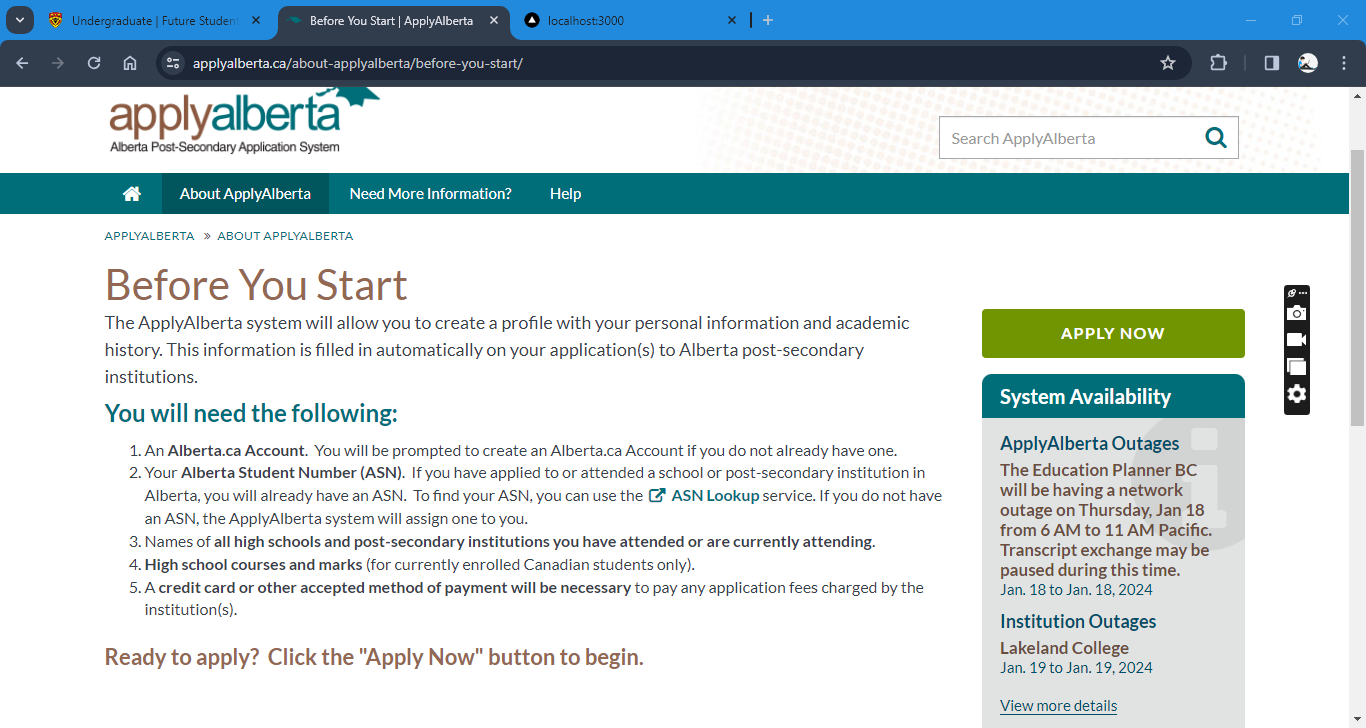 Undergraduate | Future Student
Before You Start | ApplyAlberta
localhost:3000
applyalberta.ca/about-applyalberta/before-you-start/
applyalberta
Alberta Post-Secondary Application System
Search ApplyAlberta
About ApplyAlberta
Need More Information?
Help
APPLYALBERTA » ABOUT APPLYALBERTA
Before You Start
The ApplyAlberta system will allow you to create a profile with your personal information and academic
history. This information is filled in automatically on your application(s) to Alberta post-secondary
institutions.
You will need the following:
1. An Alberta.ca Account.  You will be prompted to create an Alberta.ca Account if you do not already have one.
2. Your Alberta Student Number (ASN).  If you have applied to or attended a school or post-secondary institution in
Alberta, you will already have an ASN.  To find your ASN, you can use the ASN Lookup service. If you do not have
an ASN, the ApplyAlberta system will assign one to you.
3. Names of all high schools and post-secondary institutions you have attended or are currently attending.
4. High school courses and marks (for currently enrolled Canadian students only).
5. A credit card or other accepted method of payment will be necessary to pay any application fees charged by the
institution(s).
Ready to apply?  Click the "Apply Now" button to begin.
APPLY NOW
System Availability
ApplyAlberta Outages
The Education Planner BC
will be having a network
outage on Thursday, Jan 18
from 6 AM to 11 AM Pacific.
Transcript exchange may be
paused during this time.
Jan. 18 to Jan. 18, 2024
Institution Outages
Lakeland College
Jan. 19 to Jan. 19, 2024
View more details